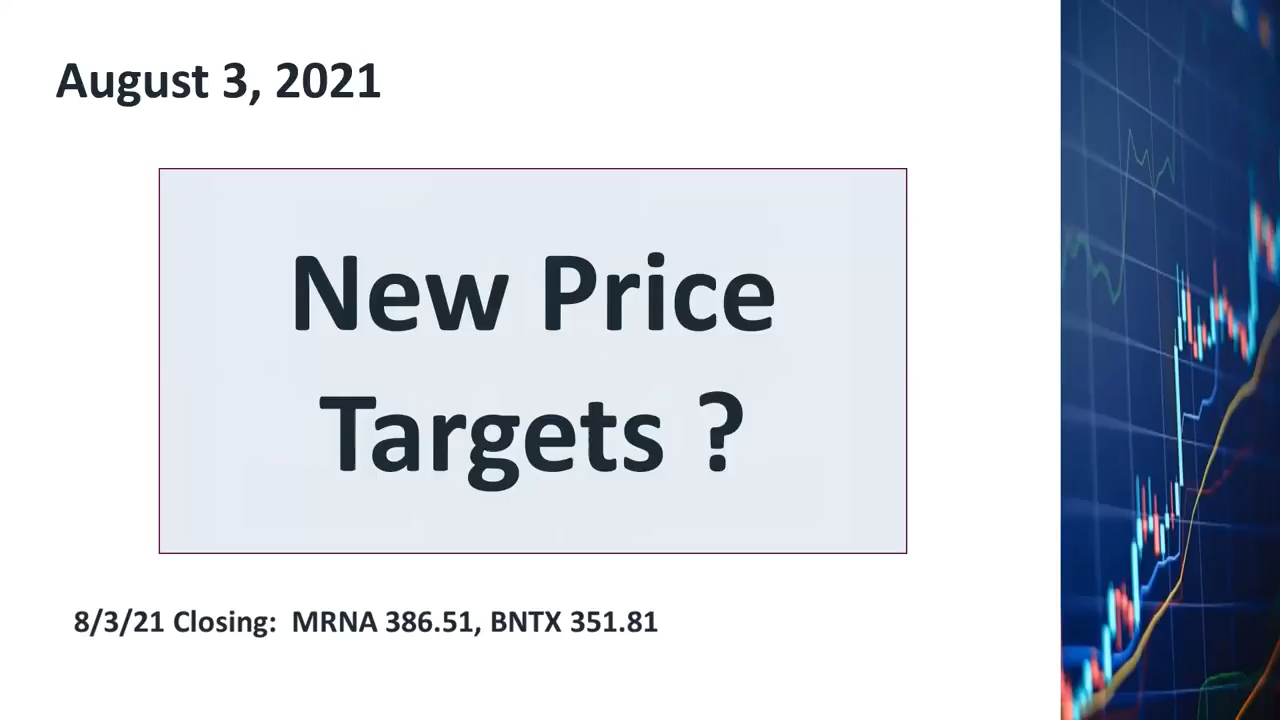 August 3, 2021
New Price
Targets ?
8/3/21 Closing:  MRNA 386.51, BNTX 351.81